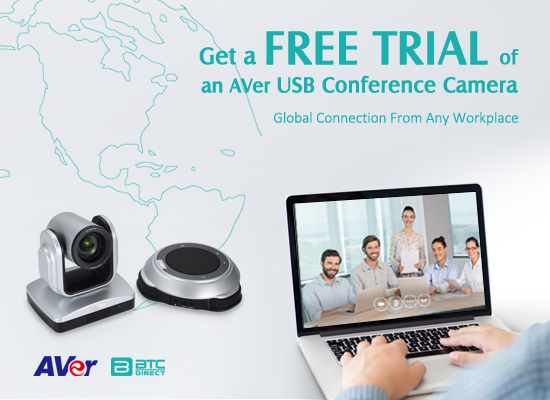 Get a FREE TRIAL of
an AVer USB Conference Camera
Global Connection From Any Workplace
AVer
BTC
DIRECT